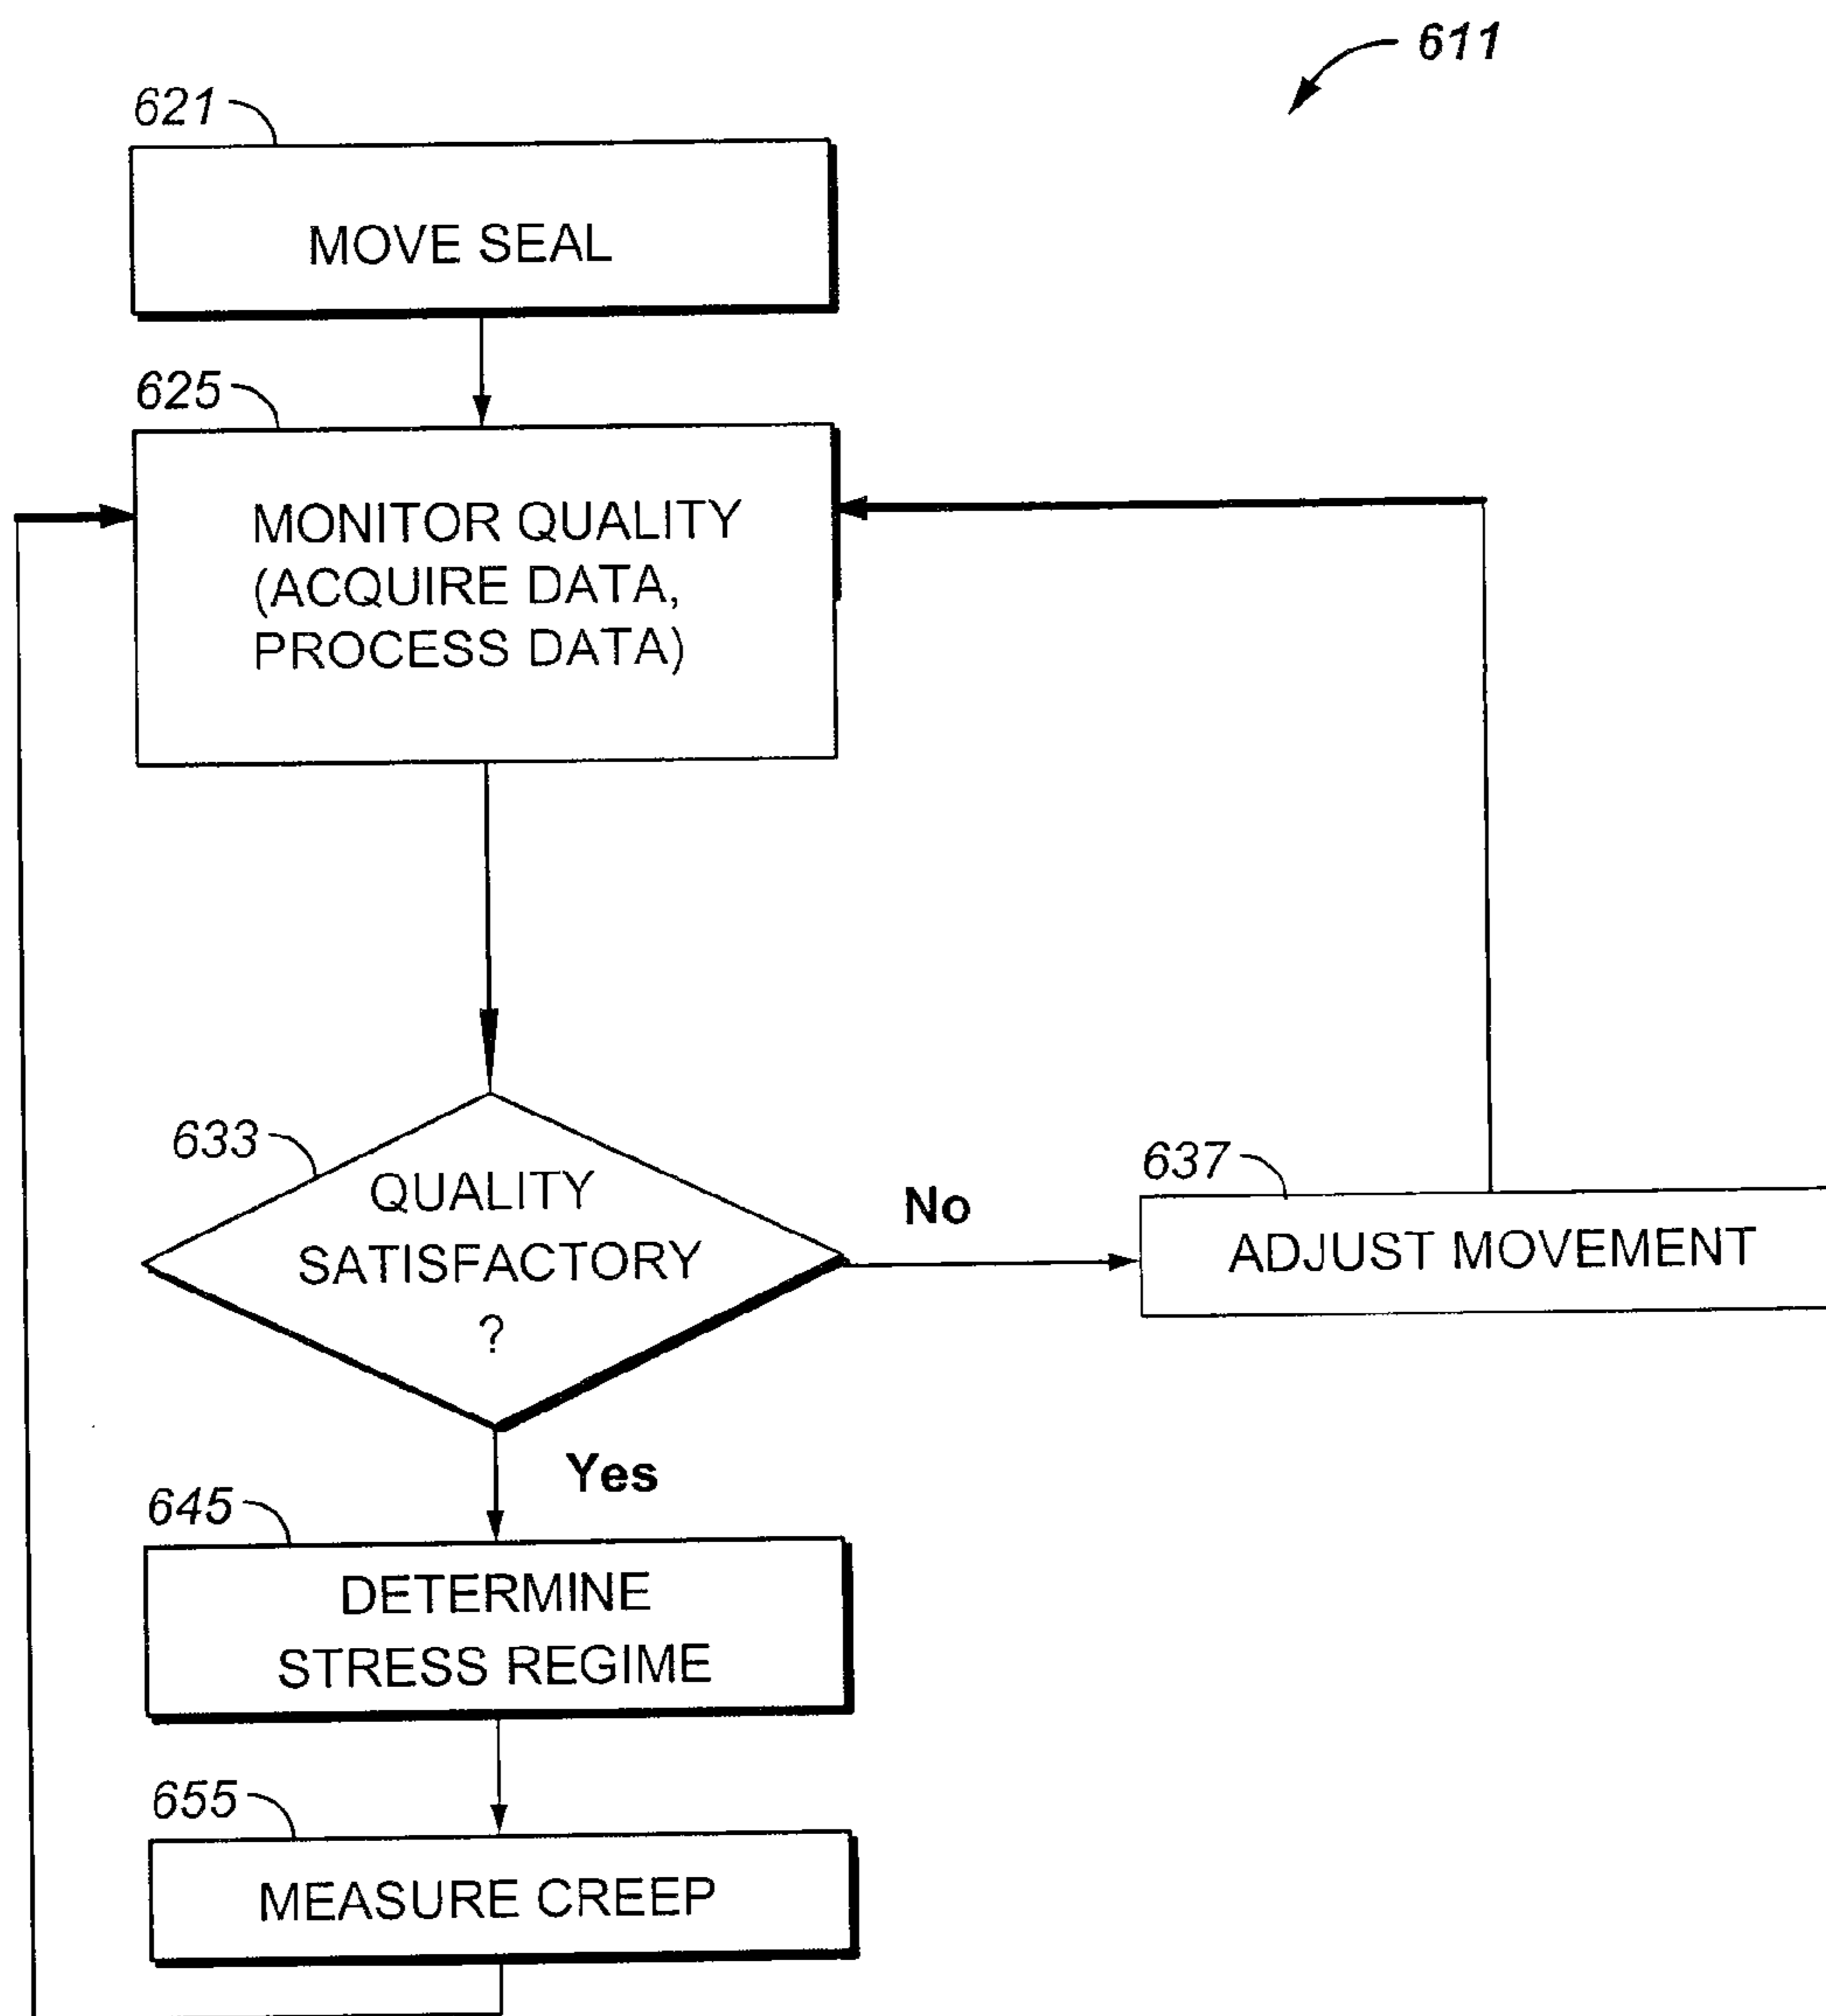 611
621
MOVE SEAL
625
MONITOR QUALITY
(ACQUIRE DATA,
PROCESS DATA)
633
QUALITY
SATISFACTORY
?
No
637
ADJUST MOVEMENT
Yes
645
DETERMINE
STRESS REGIME
655
MEASURE CREEP